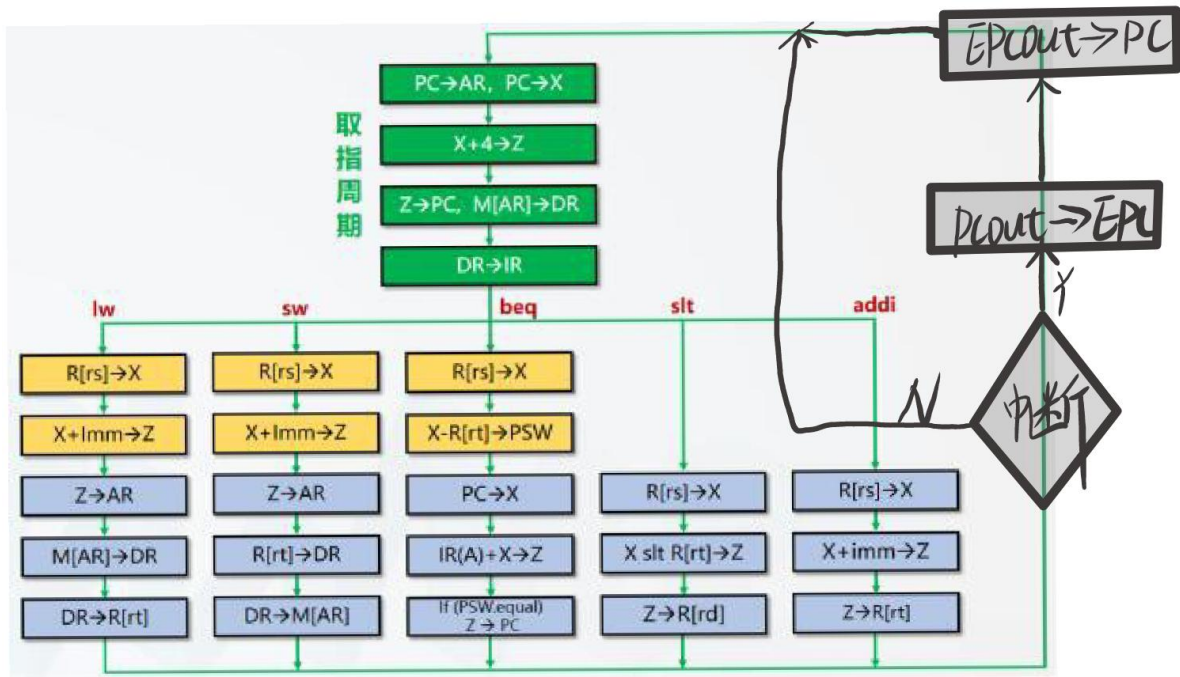 EPCout→PC
PC→AR, PC→X
取指周期
X+4→Z
Z→PC, M[AR]→DR
PCout→EPC
DR→IR
Y
lw
sw
beq
slt
addi
R[rs]→X
R[rs]→X
R[rs]→X
N
中断
X+Imm→Z
X+Imm→Z
X-R[rt]→PSW
Z→AR
Z→AR
PC→X
R[rs]→X
R[rs]→X
M[AR]→DR
R[rt]→DR
IR(A)+X→Z
X slt R[rt]→Z
X+imm→Z
DR→R[rt]
DR→M[AR]
If (PSW.equal)
Z → PC
Z→R[rd]
Z→R[rt]